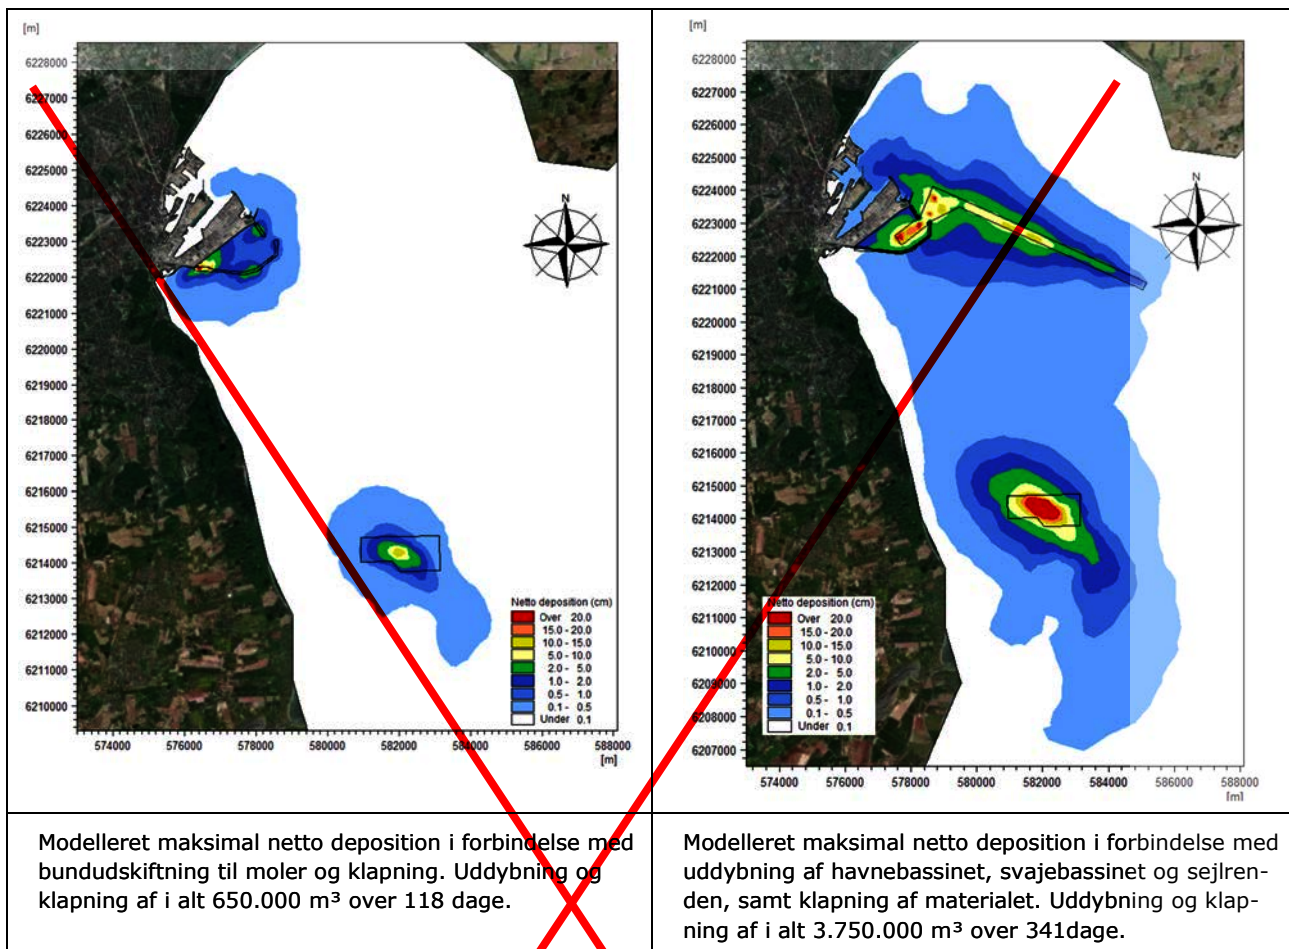 [m]
6228000
6227000
6226000
6225000
6224000
6223000
6222000
6221000
6220000
6219000
6218000
6217000
6216000
6215000
6214000
6213000
6212000
6211000
6210000
N
Netto deposition (cm)
Over 20.0
15.0 - 20.0
10.0 - 15.0
5.0 - 10.0
2.0 - 5.0
1.0 - 2.0
0.5 - 1.0
0.1 - 0.5
Under 0.1
574000 576000 578000 580000 582000 584000 586000 588000
[m]
Modelleret maksimal netto deposition i forbindelse med
bundudskiftning til moler og klapning. Uddybning og
klapning af i alt 650.000 m³ over 118 dage.
[m]
6228000
6227000
6226000
6225000
6224000
6223000
6222000
6221000
6220000
6219000
6218000
6217000
6216000
6215000
6214000
6213000
6212000
6211000
6210000
6209000
6208000
6207000
N
Netto deposition (cm)
Over 20.0
15.0 - 20.0
10.0 - 15.0
5.0 - 10.0
2.0 - 5.0
1.0 - 2.0
0.5 - 1.0
0.1 - 0.5
Under 0.1
574000 576000 578000 580000 582000 584000 586000 588000
[m]
Modelleret maksimal netto deposition i forbindelse med
uddybning af havnebassinet, svajebassinet og sejlren-
den, samt klapning af materialet. Uddybning og klap-
ning af i alt 3.750.000 m³ over 341dage.